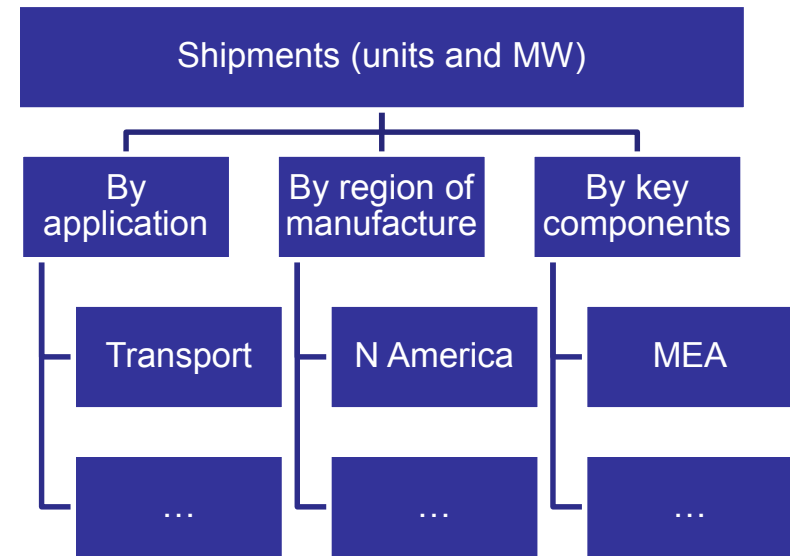 Shipments (units and MW)
By
application
By region of
manufacture
By key
components
Transport
N America
MEA
…
…
…